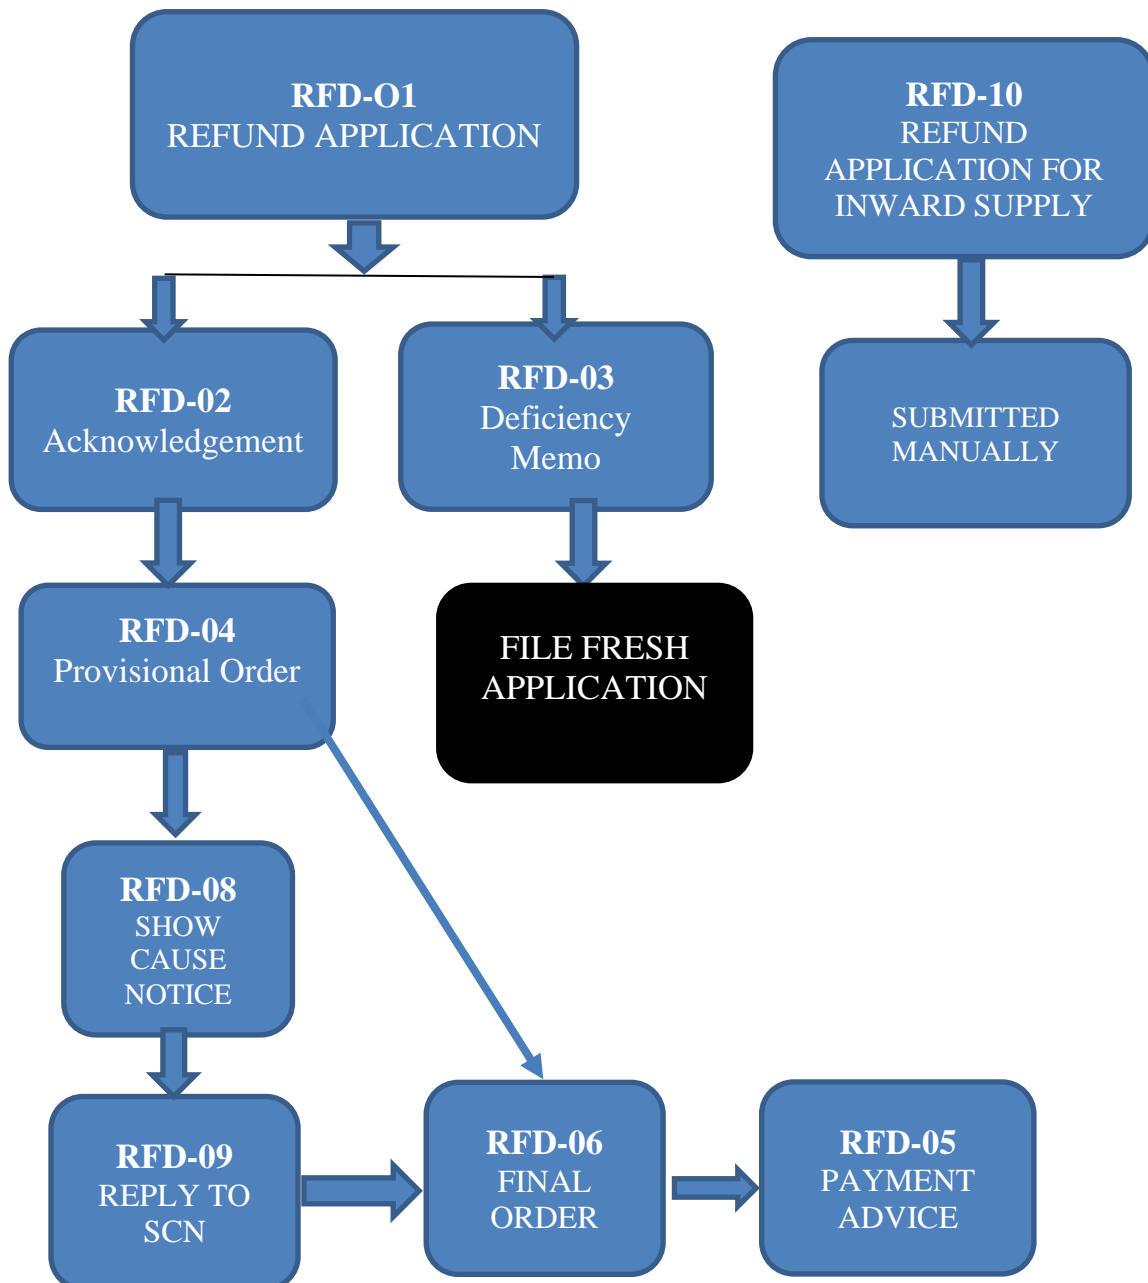 RFD-O1
REFUND APPLICATION
RFD-10
REFUND
APPLICATION FOR
INWARD SUPPLY
RFD-02
Acknowledgement
RFD-03
Deficiency
Memo
SUBMITTED
MANUALLY
RFD-04
Provisional Order
FILE FRESH
APPLICATION
RFD-08
SHOW
CAUSE
NOTICE
RFD-09
REPLY TO
SCN
RFD-06
FINAL
ORDER
RFD-05
PAYMENT
ADVICE